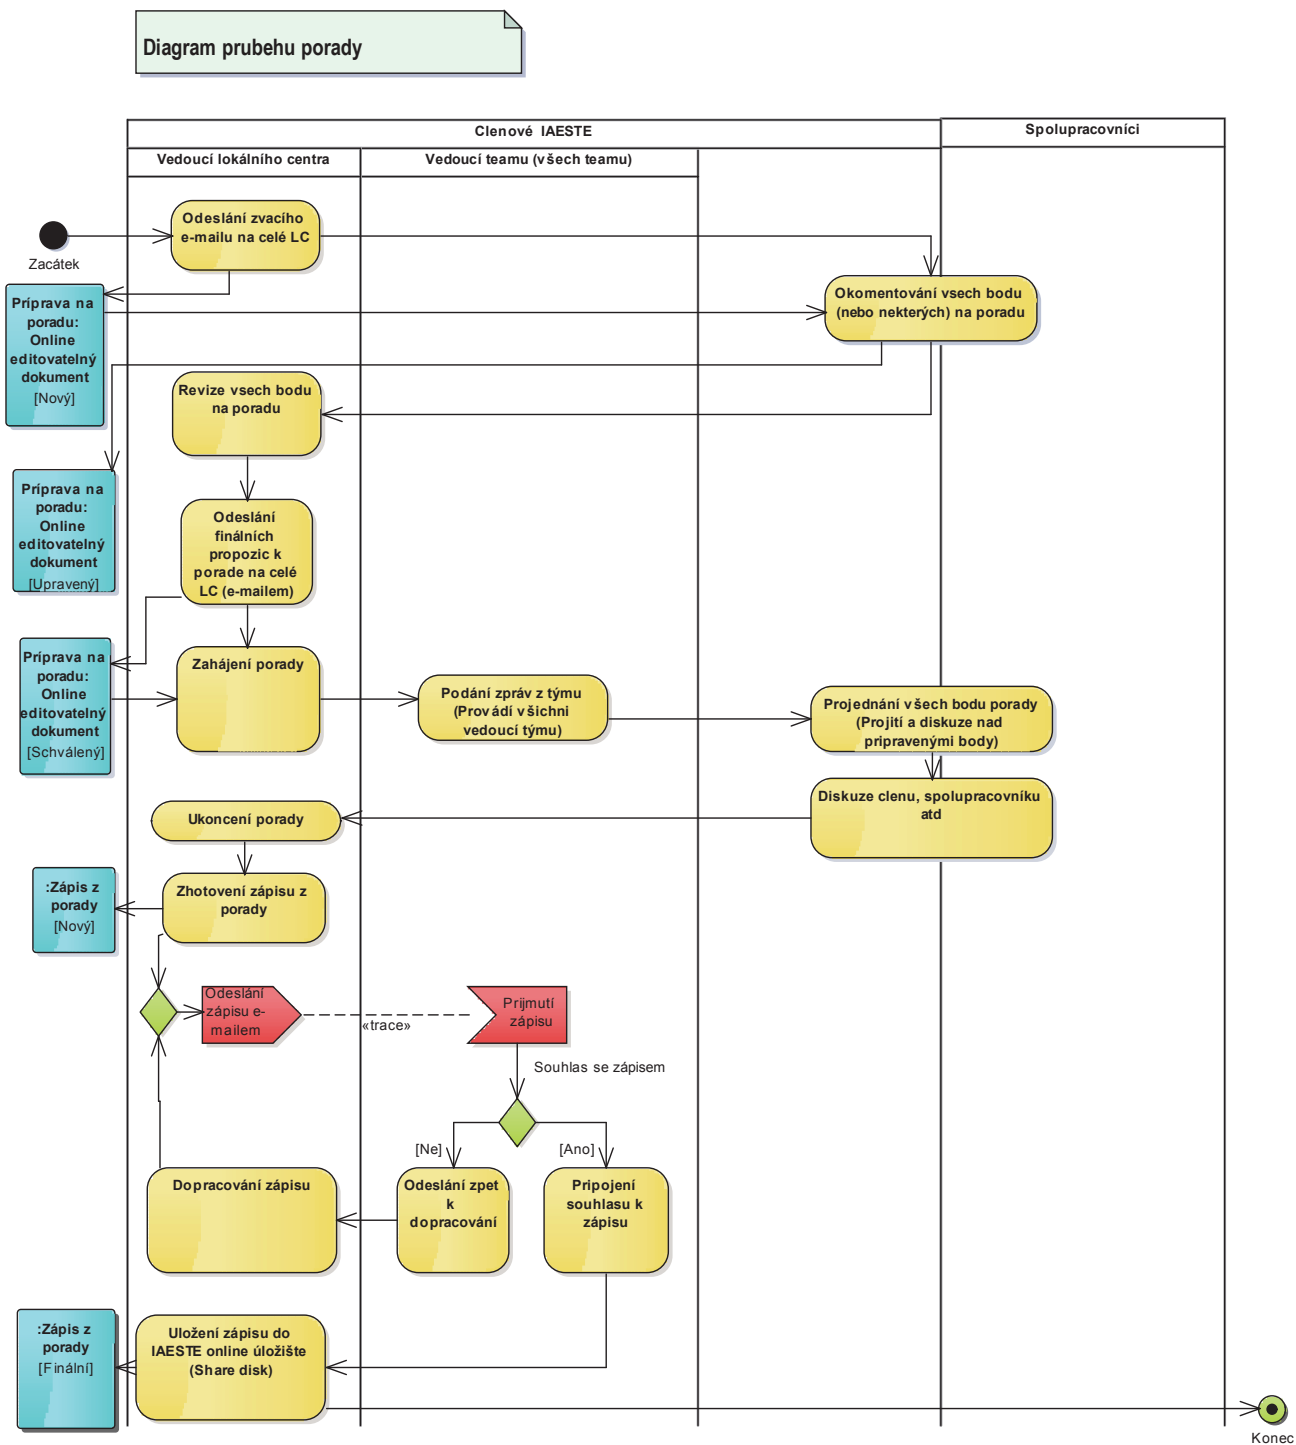 Diagram prubehu porady
Clenové IAESTE
Spolupracovníci
Vedoucí lokálního centra
Vedoucí teamu (všech teamu)
Odeslání zvacího
e-mailu na celé LC
Zacátek
Príprava na
poradu:
Online
editovatelný
dokument
[Nový]
Okomentování vsech bodu
(nebo nekterých) na poradu
Revize vsech bodu
na poradu
Príprava na
poradu:
Online
editovatelný
dokument
[Upravený]
Odeslání
finálních
propozic k
porade na celé
LC (e-mailem)
Príprava na
poradu:
Online
editovatelný
dokument
[Schválený]
Zahájení porady
Podání zpráv z týmu
(Provádí všichni
vedoucí týmu)
Projednání všech bodu porady
(Projití a diskuze nad
pripravenými body)
Diskuze clenu, spolupracovníku
atd
Ukoncení porady
:Zápis z
porady
[Nový]
Zhotovení zápisu z
porady
Odeslání
zápisu e-
mailem
«trace»
Prijmutí
zápisu
Souhlas se zápisem
[Ne]
[Ano]
Dopracování zápisu
Odeslání zpet
k
dopracování
Pripojení
souhlasu k
zápisu
:Zápis z
porady
[Finální]
Uložení zápisu do
IAESTE online úložište
(Share disk)
Konec